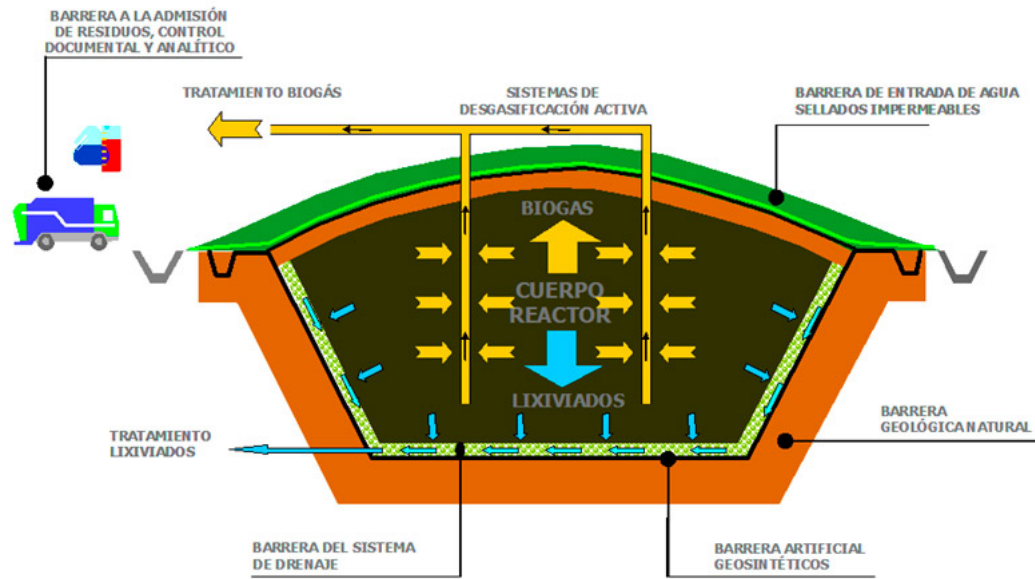 BARRERA A LA ADMISIÓN
DE RESIDUOS, CONTROL
DOCUMENTAL Y ANALÍTICO
TRATAMIENTO BIOGÁS
SISTEMAS DE
DESGASIFICACIÓN ACTIVA
BARRERA DE ENTRADA DE AGUA
SELLADOS IMPERMEABLES
BIOGAS
CUERPO
REACTOR
LIXIVIADOS
TRATAMIENTO
LIXIVIADOS
BARRERA
GEOLÓGICA NATURAL
BARRERA DEL SISTEMA
DE DRENAJE
BARRERA ARTIFICIAL
GEOSINTÉTICOS